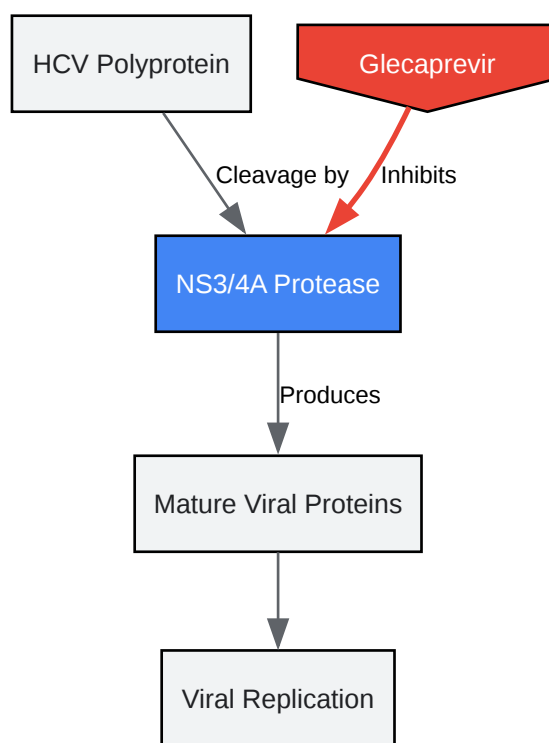 HCV Polyprotein
Glecaprevir
Cleavage by
Inhibits
NS3/4A Protease
Produces
Mature Viral Proteins
Viral Replication